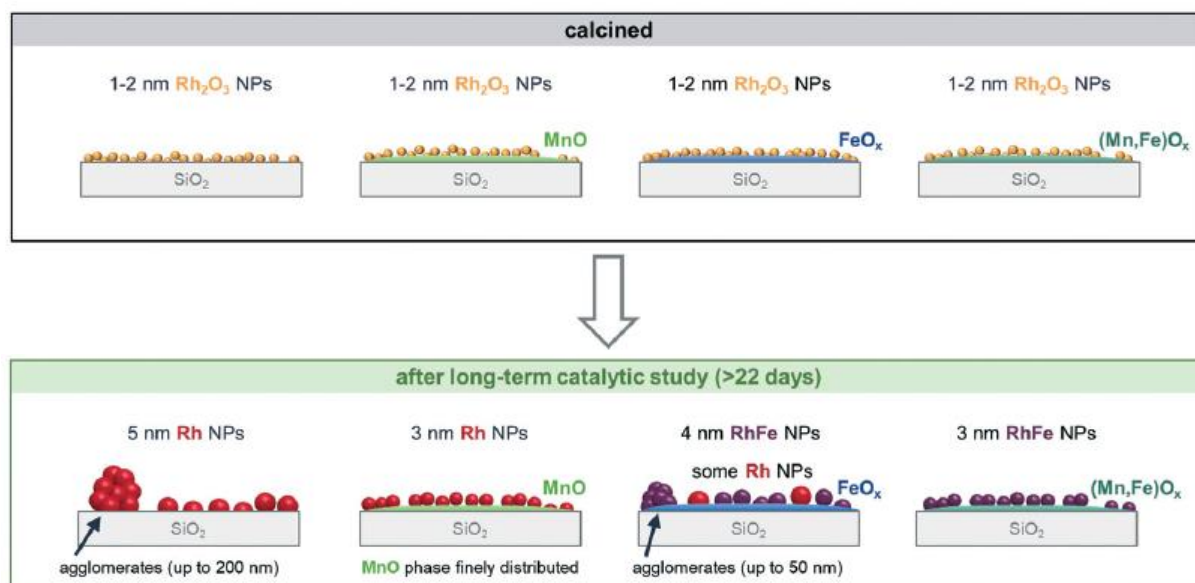 calcined
1-2 nm Rh₂O₃ NPs
1-2 nm Rh₂O₃ NPs
1-2 nm Rh₂O₃ NPs
1-2 nm Rh₂O₃ NPs
MnO
FeOₓ
(Mn,Fe)Oₓ
SiO₂
SiO₂
SiO₂
SiO₂
after long-term catalytic study (>22 days)
5 nm Rh NPs
3 nm Rh NPs
4 nm RhFe NPs
3 nm RhFe NPs
some Rh NPs
MnO
FeOₓ
(Mn,Fe)Oₓ
SiO₂
SiO₂
SiO₂
SiO₂
agglomerates (up to 200 nm)
MnO phase finely distributed
agglomerates (up to 50 nm)